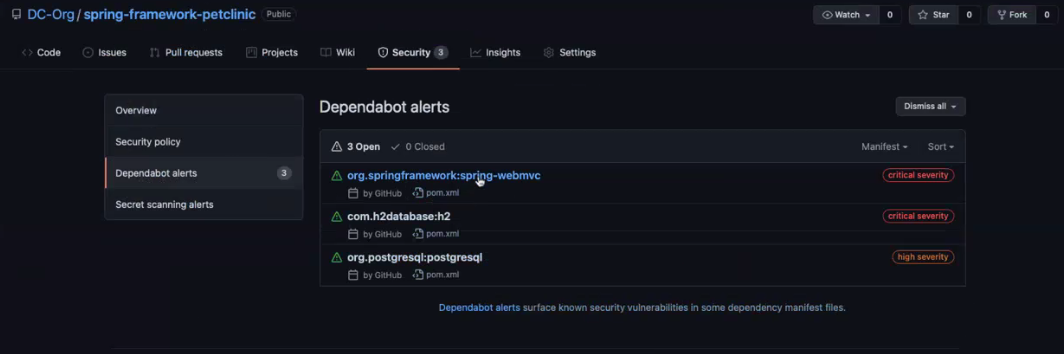 DC-Org / spring-framework-petclinic Public Watch 0 Star 0 Fork 0
Code Issues Pull requests Projects Wiki Security 3 Insights Settings
Overview
Security policy
Dependabot alerts 3
Secret scanning alerts
Dependabot alerts Dismiss all
3 Open 0 Closed Manifest Sort
org.springframework:spring-webmvc critical severity
by GitHub pom.xml
com.h2database:h2 critical severity
by GitHub pom.xml
org.postgresql:postgresql high severity
by GitHub pom.xml
Dependabot alerts surface known security vulnerabilities in some dependency manifest files.